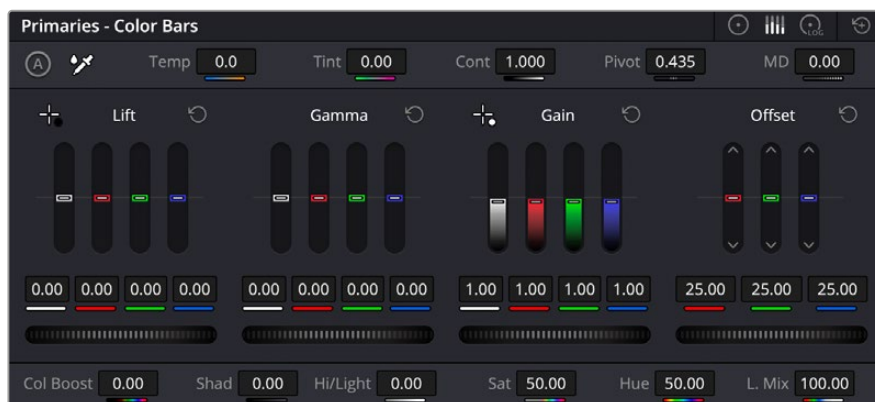 Primaries - Color Bars
LOG
A Temp 0.0 Tint 0.00 Cont 1.000 Pivot 0.435 MD 0.00
Lift Gamma Gain Offset
0.00 0.00 0.00 0.00 0.00 0.00 0.00 0.00 1.00 1.00 1.00 1.00 25.00 25.00 25.00
Col Boost 0.00 Shad 0.00 Hi/Light 0.00 Sat 50.00 Hue 50.00 L. Mix 100.00